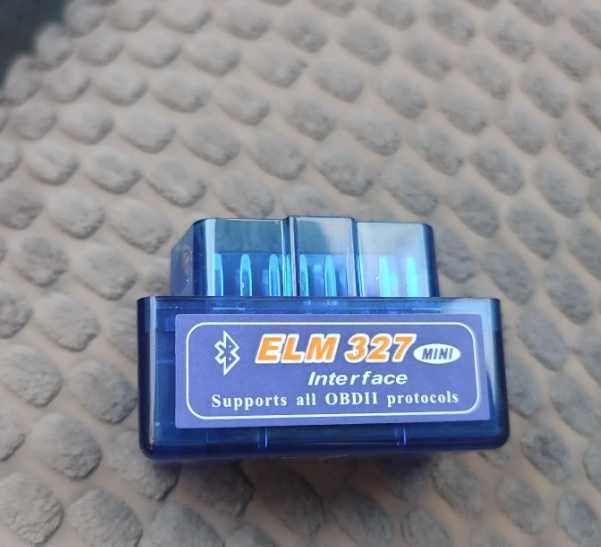 ELM 327 MINI
Interface
Supports all OBDII protocols